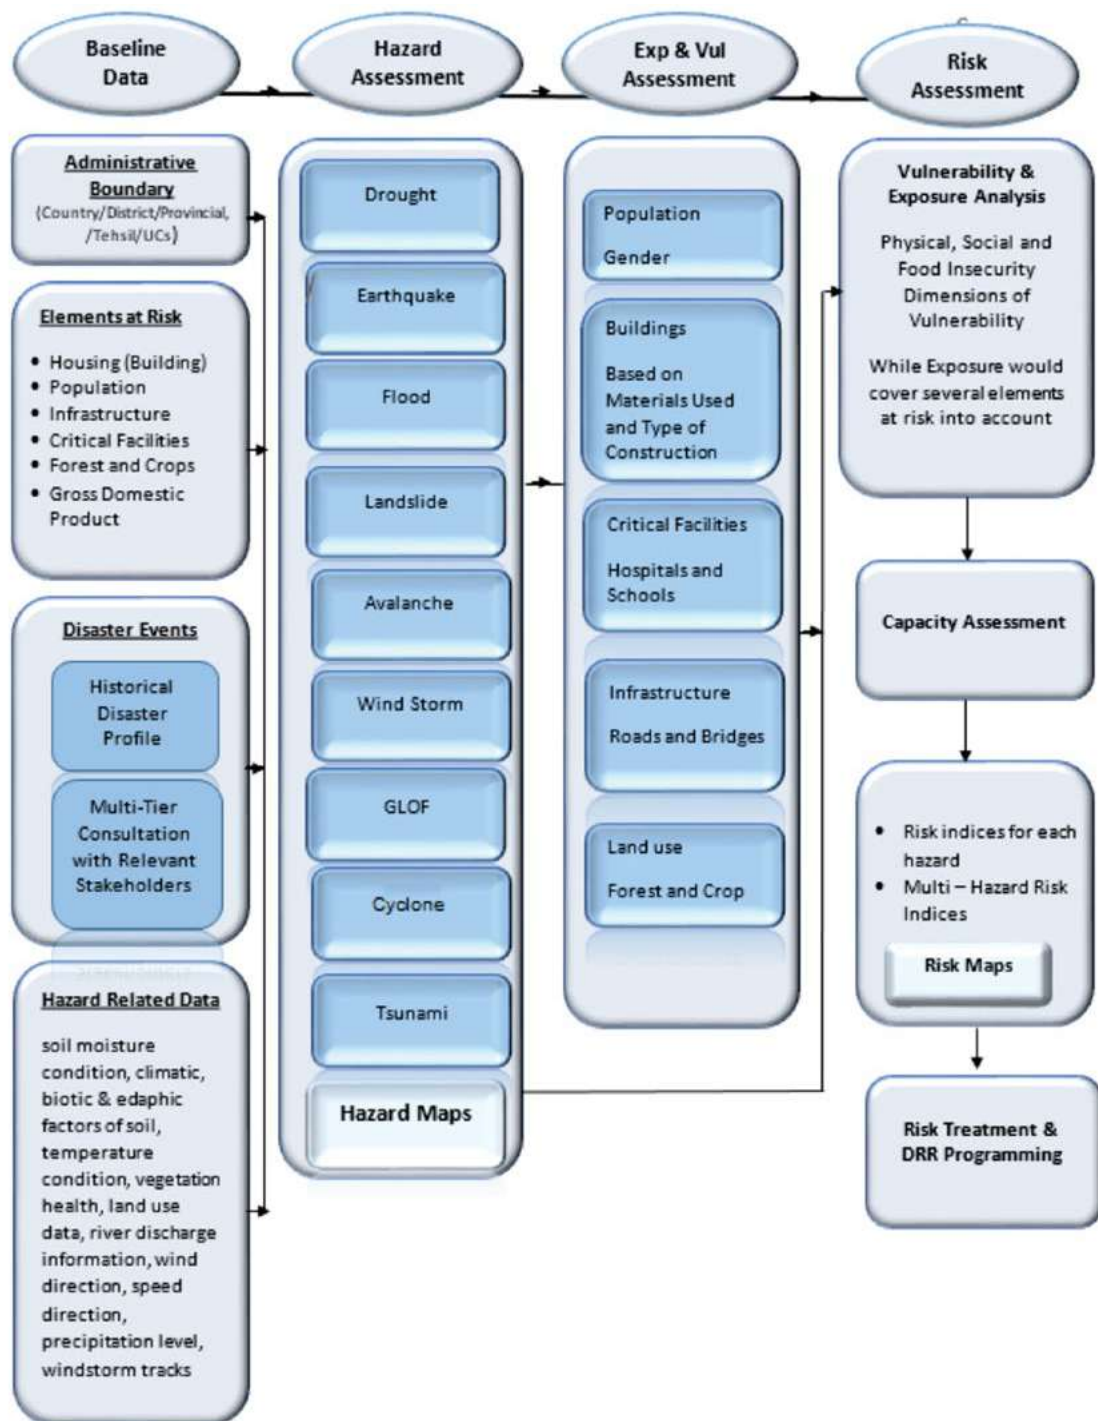 Baseline
Data
Hazard
Assessment
Exp & Vul
Assessment
Risk
Assessment
Administrative
Boundary
(Country/District/Provincial,
/Tehsil/UCs)
Elements at Risk
• Housing (Building)
• Population
• Infrastructure
• Critical Facilities
• Forest and Crops
• Gross Domestic
Product
Disaster Events
Historical
Disaster
Profile
Multi-Tier
Consultation
with Relevant
Stakeholders
Hazard Related Data
soil moisture
condition, climatic,
biotic & edaphic
factors of soil,
temperature
condition, vegetation
health, land use
data, river discharge
information, wind
direction, speed
direction,
precipitation level,
windstorm tracks
Drought
Earthquake
Flood
Landslide
Avalanche
Wind Storm
GLOF
Cyclone
Tsunami
Hazard Maps
Population
Gender
Buildings
Based on
Materials Used
and Type of
Construction
Critical Facilities
Hospitals and
Schools
Infrastructure
Roads and Bridges
Land use
Forest and Crop
Vulnerability &
Exposure Analysis
Physical, Social and
Food Insecurity
Dimensions of
Vulnerability
While Exposure would
cover several elements
at risk into account
Capacity Assessment
• Risk indices for each
hazard
• Multi – Hazard Risk
Indices
Risk Maps
Risk Treatment &
DRR Programming